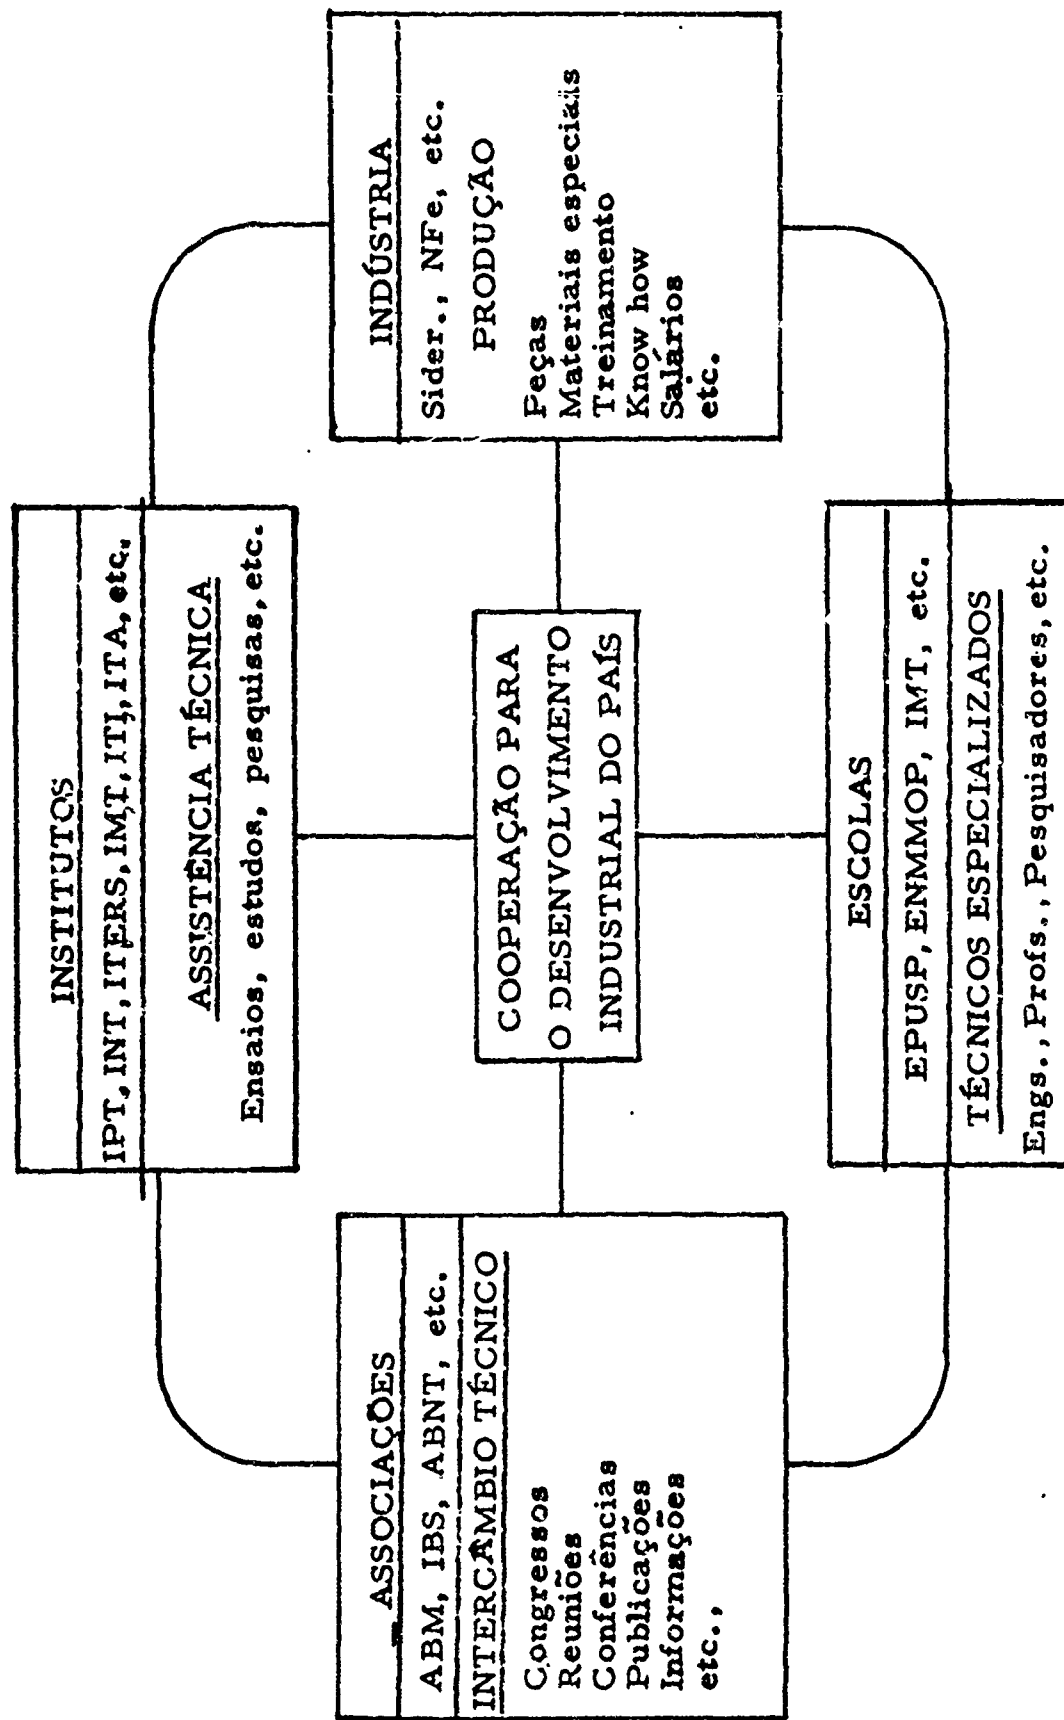 INSTITUTOS
IPT, INT, ITERS, IMT, ITI, ITA, etc.
ASSISTÊNCIA TÉCNICA
Ensaios, estudos, pesquisas, etc.
ASSOCIAÇÕES
ABM, IBS, ABNT, etc.
INTERCÂMBIO TÉCNICO
Congressos
Reuniões
Conferências
Publicações
Informações
etc.,
COOPERAÇÃO PARA
O DESENVOLVIMENTO
INDUSTRIAL DO PAÍS
INDÚSTRIA
Sider., NFe, etc.
PRODUÇÃO
Peças
Materiais especiais
Treinamento
Know how
Salários
etc.
ESCOLAS
EPUSP, ENMMOP, IMT, etc.
TÉCNICOS ESPECIALIZADOS
Engs., Profs., Pesquisadores, etc.